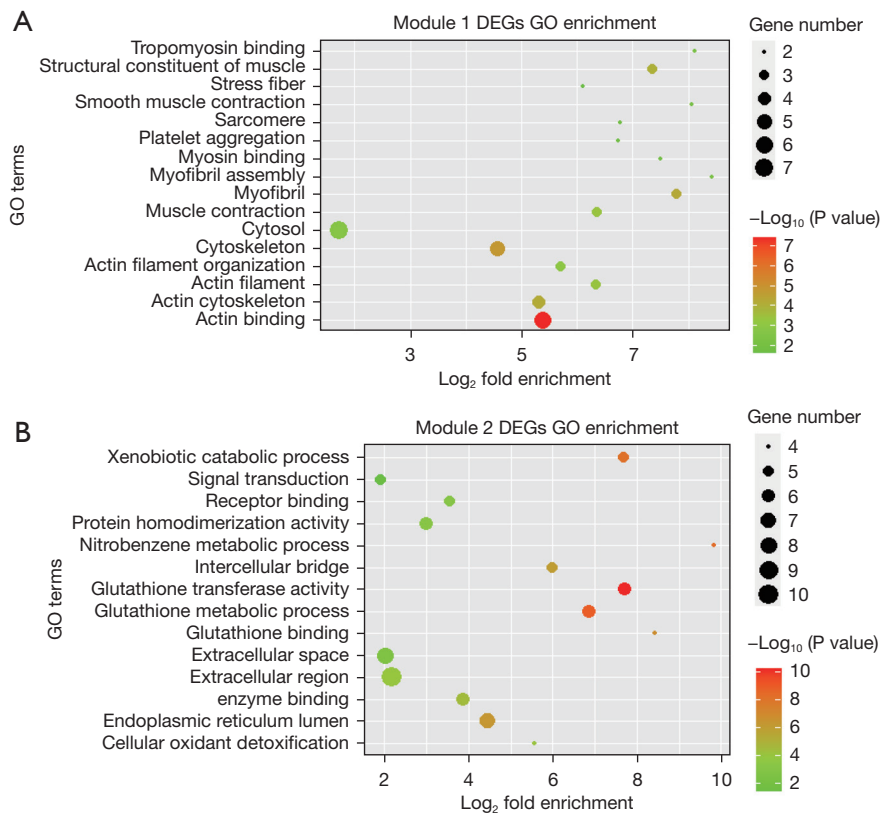 A
Module 1 DEGs GO enrichment
GO terms
Tropomyosin binding
Structural constituent of muscle
Stress fiber
Smooth muscle contraction
Sarcomere
Platelet aggregation
Myosin binding
Myofibril assembly
Myofibril
Muscle contraction
Cytosol
Cytoskeleton
Actin filament organization
Actin filament
Actin cytoskeleton
Actin binding
3 5 7
Log2 fold enrichment
Gene number
2
3
4
5
6
7
–Log10 (P value)
7
6
5
4
3
2
B
Module 2 DEGs GO enrichment
GO terms
Xenobiotic catabolic process
Signal transduction
Receptor binding
Protein homodimerization activity
Nitrobenzene metabolic process
Intercellular bridge
Glutathione transferase activity
Glutathione metabolic process
Glutathione binding
Extracellular space
Extracellular region
enzyme binding
Endoplasmic reticulum lumen
Cellular oxidant detoxification
2 4 6 8 10
Log2 fold enrichment
Gene number
4
5
6
7
8
9
10
–Log10 (P value)
10
8
6
4
2